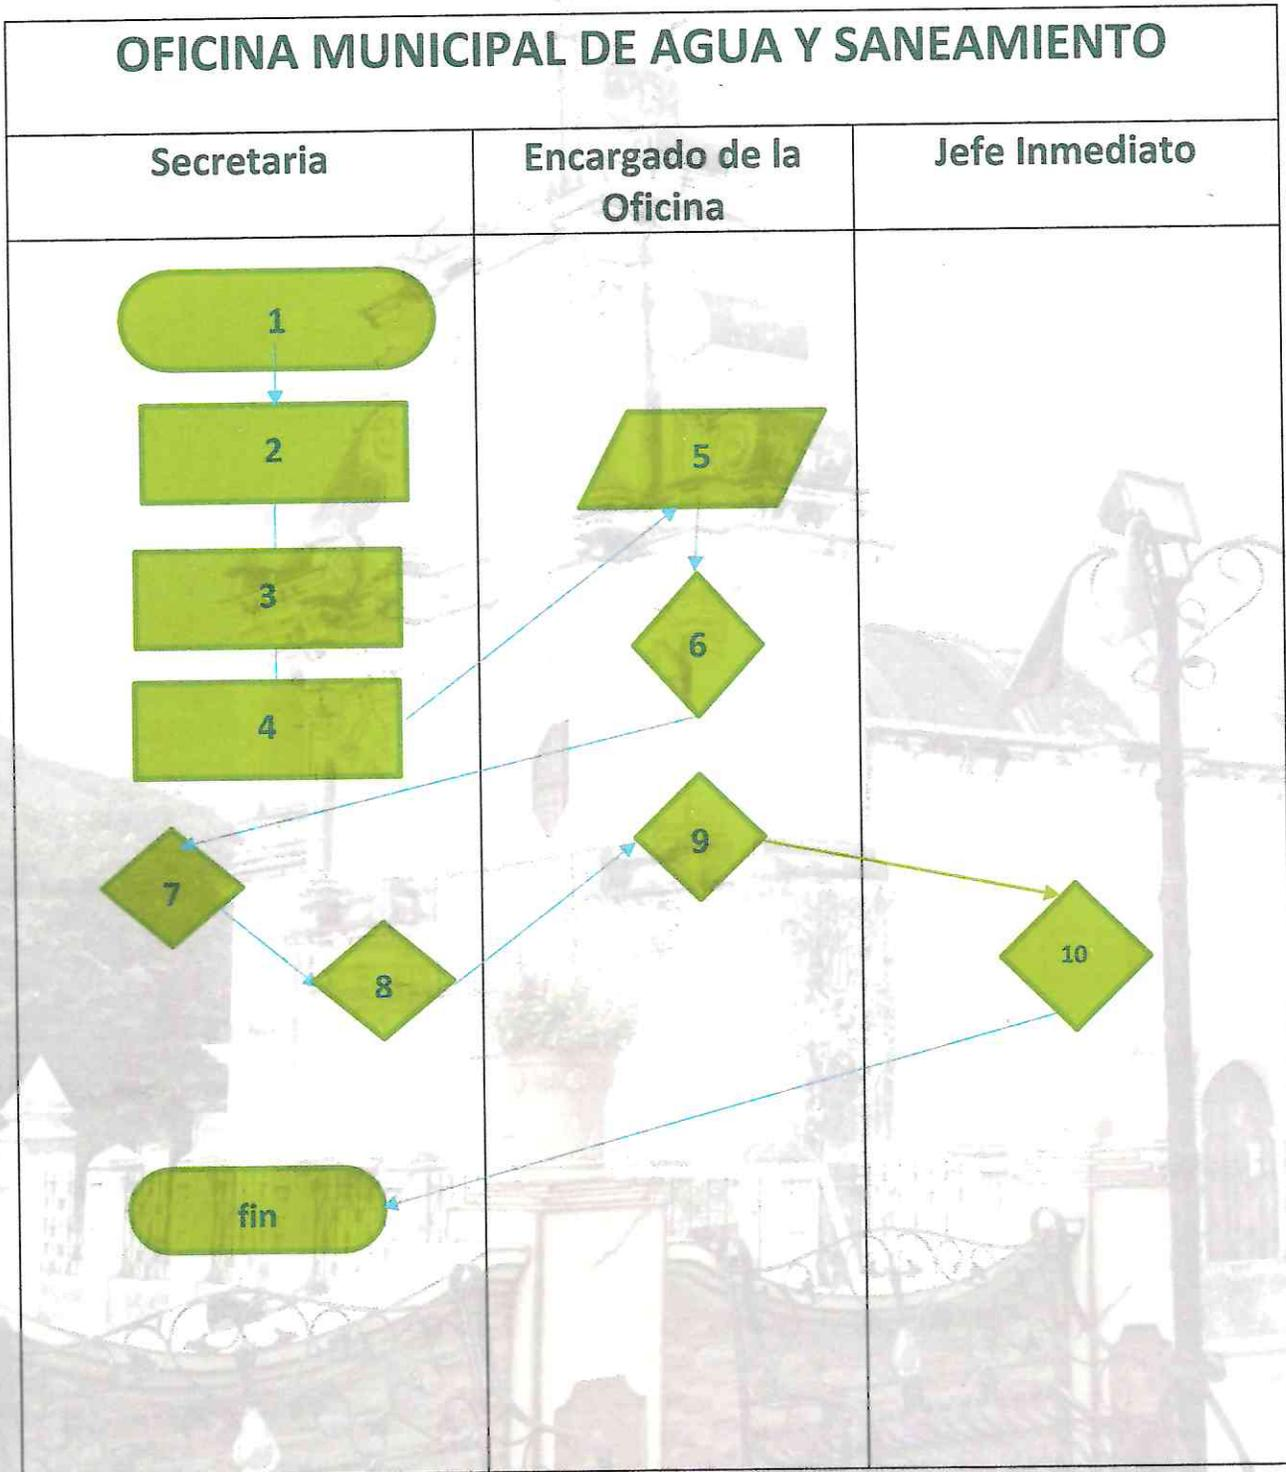 OFICINA MUNICIPAL DE AGUA Y SANEAMIENTO
Secretaria
Encargado de la
Oficina
Jefe Inmediato
1
2
3
4
5
6
7
8
9
10
fin